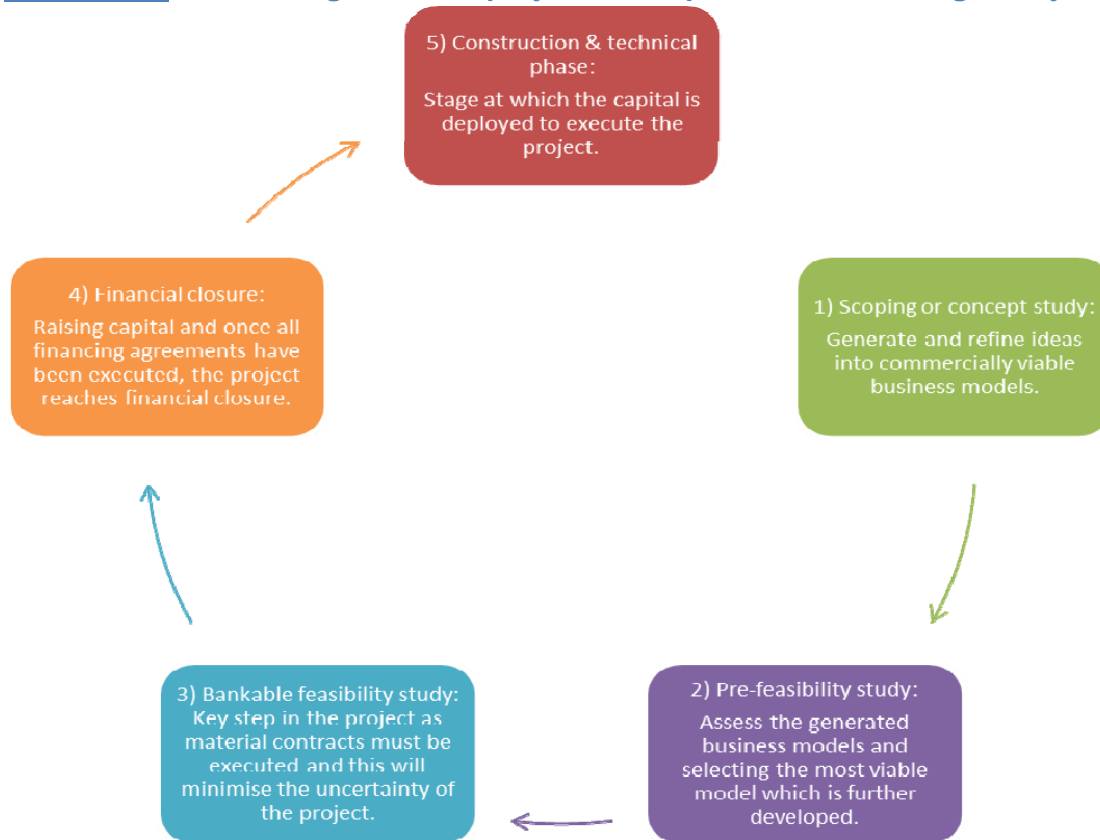 5) Construction & technical
phase:
Stage at which the capital is
deployed to execute the
project.
4) Financial closure:
Raising capital and once all
financing agreements have
been executed, the project
reaches financial closure.
1) Scoping or concept study:
Generate and refine ideas
into commercially viable
business models.
3) Bankable feasibility study:
Key step in the project as
material contracts must be
executed and this will
minimise the uncertainty of
the project.
2) Pre-feasibility study:
Assess the generated
business models and
selecting the most viable
model which is further
developed.